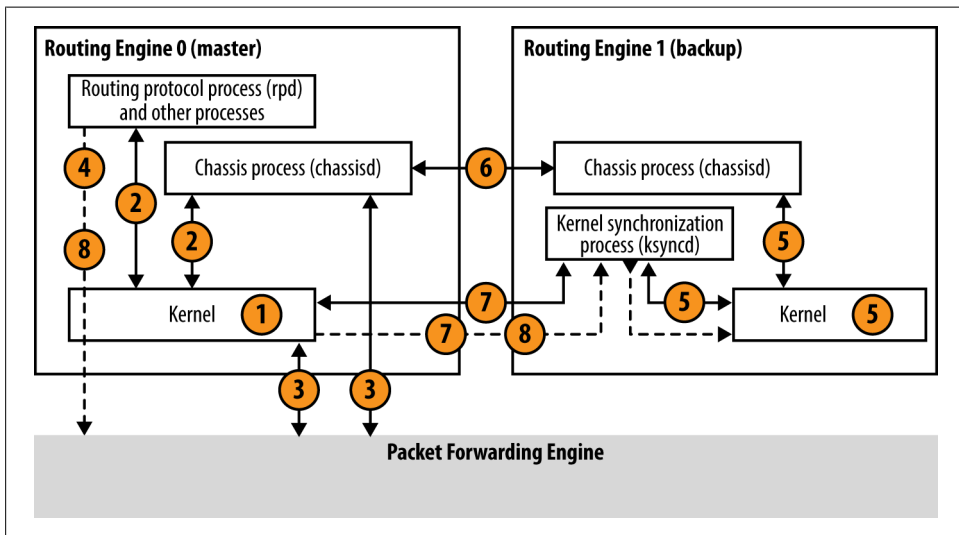 Routing Engine 0 (master)
Routing Engine 1 (backup)
Routing protocol process (rpd)
and other processes
4
2
8
Chassis process (chassisd)
6
Chassis process (chassisd)
2
Kernel synchronization
process (ksyncd)
5
Kernel 1
7
5
Kernel 5
7
8
3
3
Packet Forwarding Engine